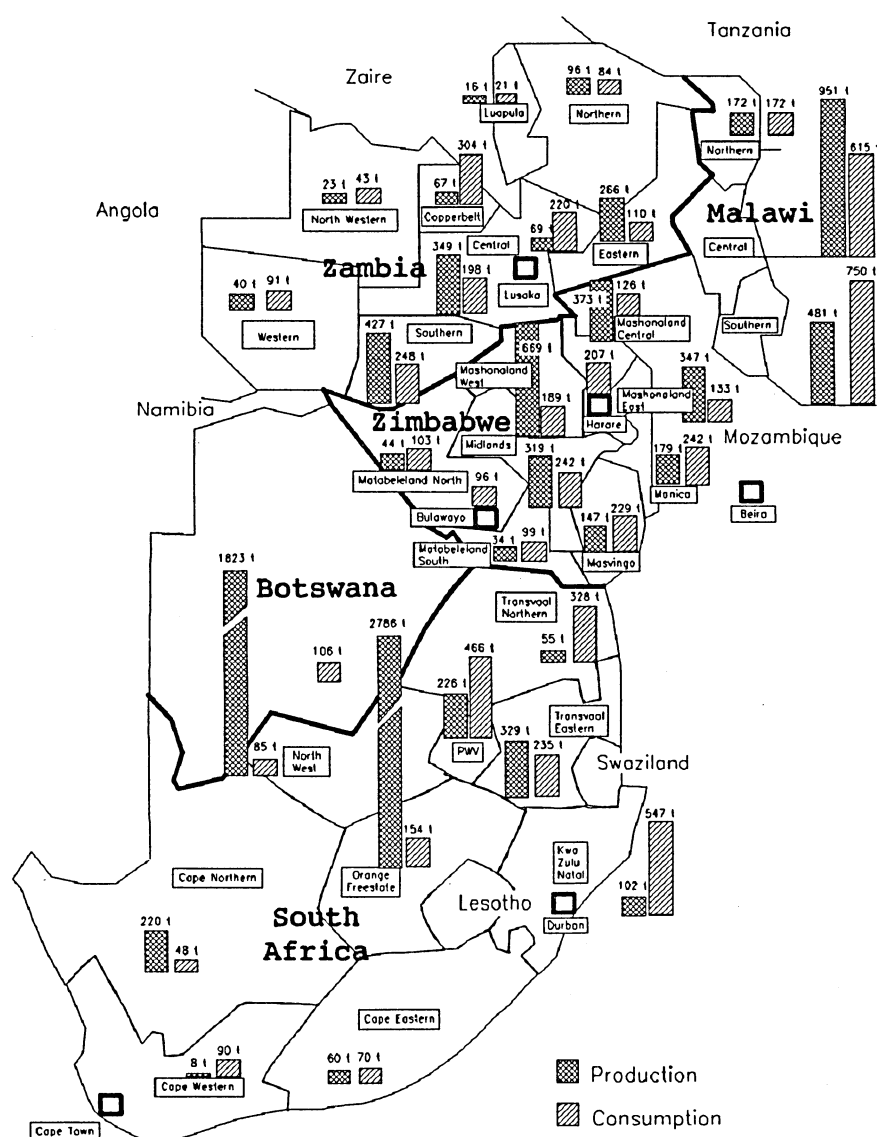 Tanzania
Zaire
96 t 84 t
16 t 21 t
951 t
Luapula
Northern
172 t 172 t
304 t
Northern
615 t
23 t 43 t
67 t
266 t
220 t
Angola
North Western
Copperbelt
110 t
Malawi
Central
69 t
Eastern
Central
349 t
Zambia
198 t
Lusaka
40 t 91 t
373 t
126 t
750 t
Western
427 t
Southern
Mashonaland
Central
Southern
481 t
248 t
669 t
207 t
347 t
Mashonaland
West
Mashonaland
East
133 t
Namibia
Zimbabwe
189 t
Harare
Mozambique
44 t
103 t
Midlands
319 t
242 t
179 t
242 t
Matabeleland North
96 t
Manica
Beira
Bulawayo
147 t
229 t
Matabeleland
South
34 t
99 t
Masvingo
1823 t
Botswana
Transvaal
Northern
328 t
2786 t
106 t
466 t
55 t
226 t
Transvaal
Eastern
329 t
235 t
85 t
North
West
PWV
Swaziland
154 t
547 t
Kwa
Zulu
Natal
Cape Northern
Orange
Freestate
102 t
Lesotho
South
Africa
Durban
220 t
48 t
Cape Eastern
8 t
90 t
60 t 70 t
Cape Western
Production
Cape Town
Consumption